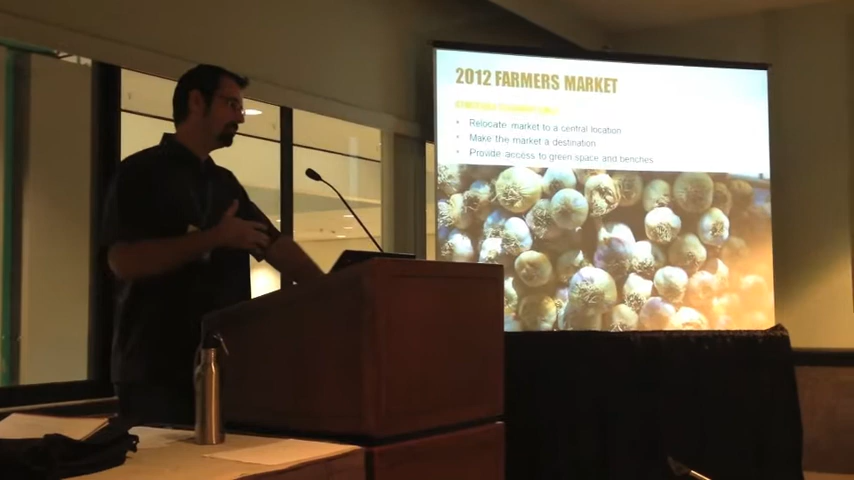 2012 FARMERS MARKET
• Relocate market to a central location
• Make the market a destination
• Provide access to green space and benches